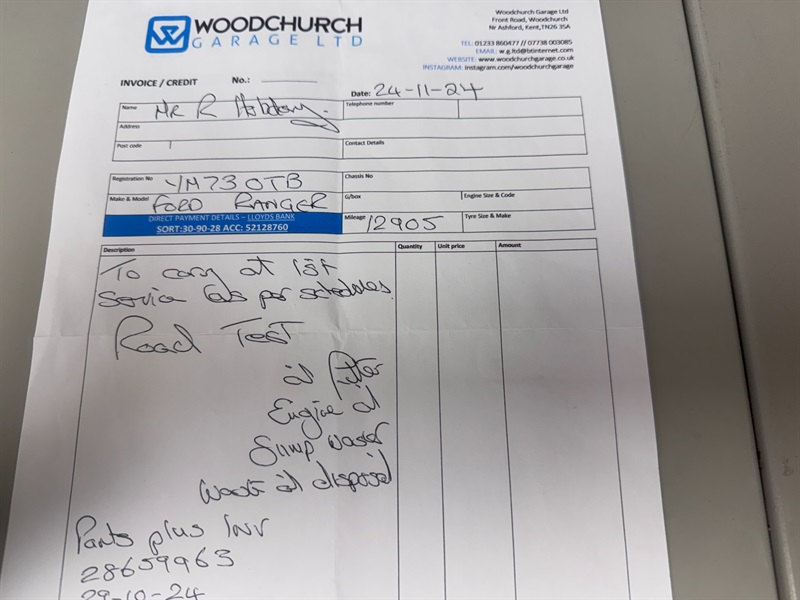 WOODCHURCH
GARAGE LTD
Woodchurch Garage Ltd
Front Road, Woodchurch
Nr Ashford, Kent,TN26 3SA
TEL: 01233 860477 // 07738 003085
EMAIL: w.g.ltd@btinternet.com
WEBSITE: www.woodchurchgarage.co.uk
INSTAGRAM: instagram.com/woodchurchgarage
INVOICE / CREDIT No.:
Date: 24-11-24
Name Mr R
Telephone number
Address
Post code
Contact Details
Registration No YM73 OTB
Chassis No
Make & Model FORD RANGER
G/box
Engine Size & Code
DIRECT PAYMENT DETAILS – LLOYDS BANK
SORT:30-90-28 ACC: 52128760
Mileage 12905
Tyre Size & Make
Description Quantity Unit price Amount
To carry at 1st
Service as per schedules.
Road Test
oil Filter
Engine oil
Sump washer
Waste oil disposal
Parts plus INV
28659963
29-10-24